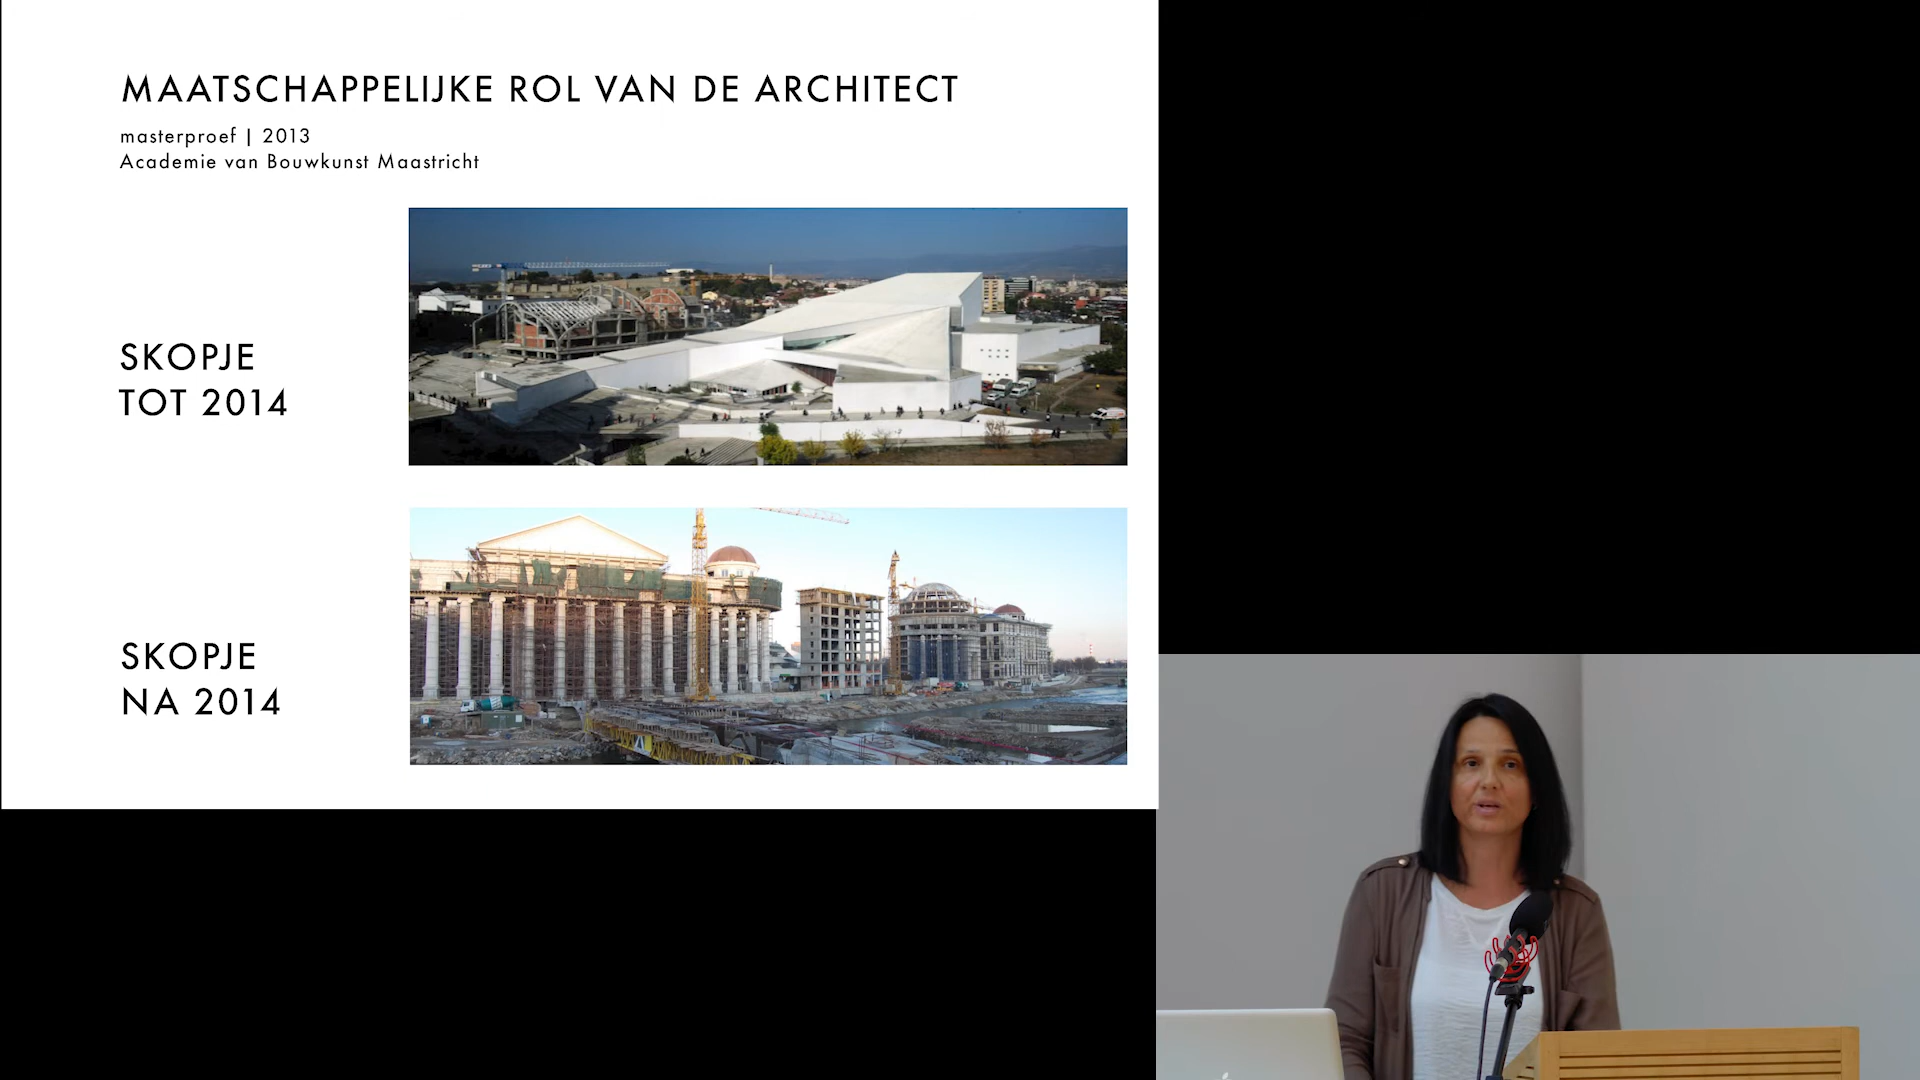 MAATSCHAPPELIJKE ROL VAN DE ARCHITECT
masterproef | 2013
Academie van Bouwkunst Maastricht
SKOPJE
TOT 2014
SKOPJE
NA 2014